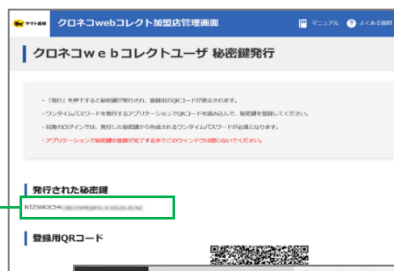 ヤマト運輸 クロネコwebコレクト加盟店管理画面 マニュアル よくある質問
クロネコwebコレクトユーザ 秘密鍵発行
・「発行」を押下すると秘密鍵が発行され、登録用のQRコードが表示されます。
・ワンタイムパスワードを発行するアプリケーションでQRコードを読み込んで、秘密鍵を登録してください。
・以降のログインでは、発行した秘密鍵から作成されるワンタイムパスワードが必須となります。
・アプリケーションで秘密鍵の登録が完了するまでこのウィンドウは閉じないでください。
発行された秘密鍵
登録用QRコード